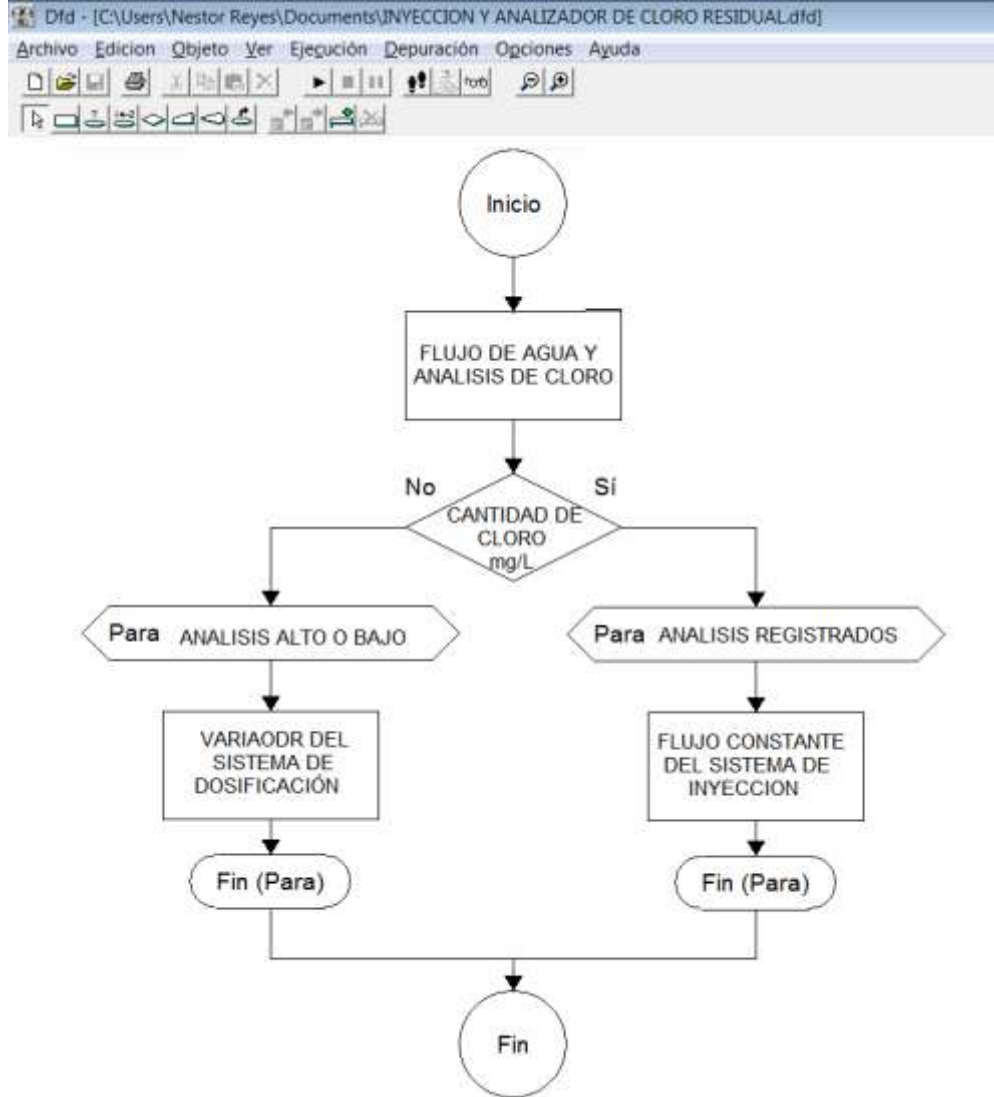 Dfd - [C:\Users\Nestor Reyes\Documents\INYECCION Y ANALIZADOR DE CLORO RESIDUAL.dfd]
Archivo Edicion Objeto Ver Ejecución Depuración Opciones Ayuda
Inicio
FLUJO DE AGUA Y
ANALISIS DE CLORO
No
Sí
CANTIDAD DE
CLORO
mg/L
Para ANALISIS ALTO O BAJO
Para ANALISIS REGISTRADOS
VARIAODR DEL
SISTEMA DE
DOSIFICACIÓN
FLUJO CONSTANTE
DEL SISTEMA DE
INYECCION
Fin (Para)
Fin (Para)
Fin